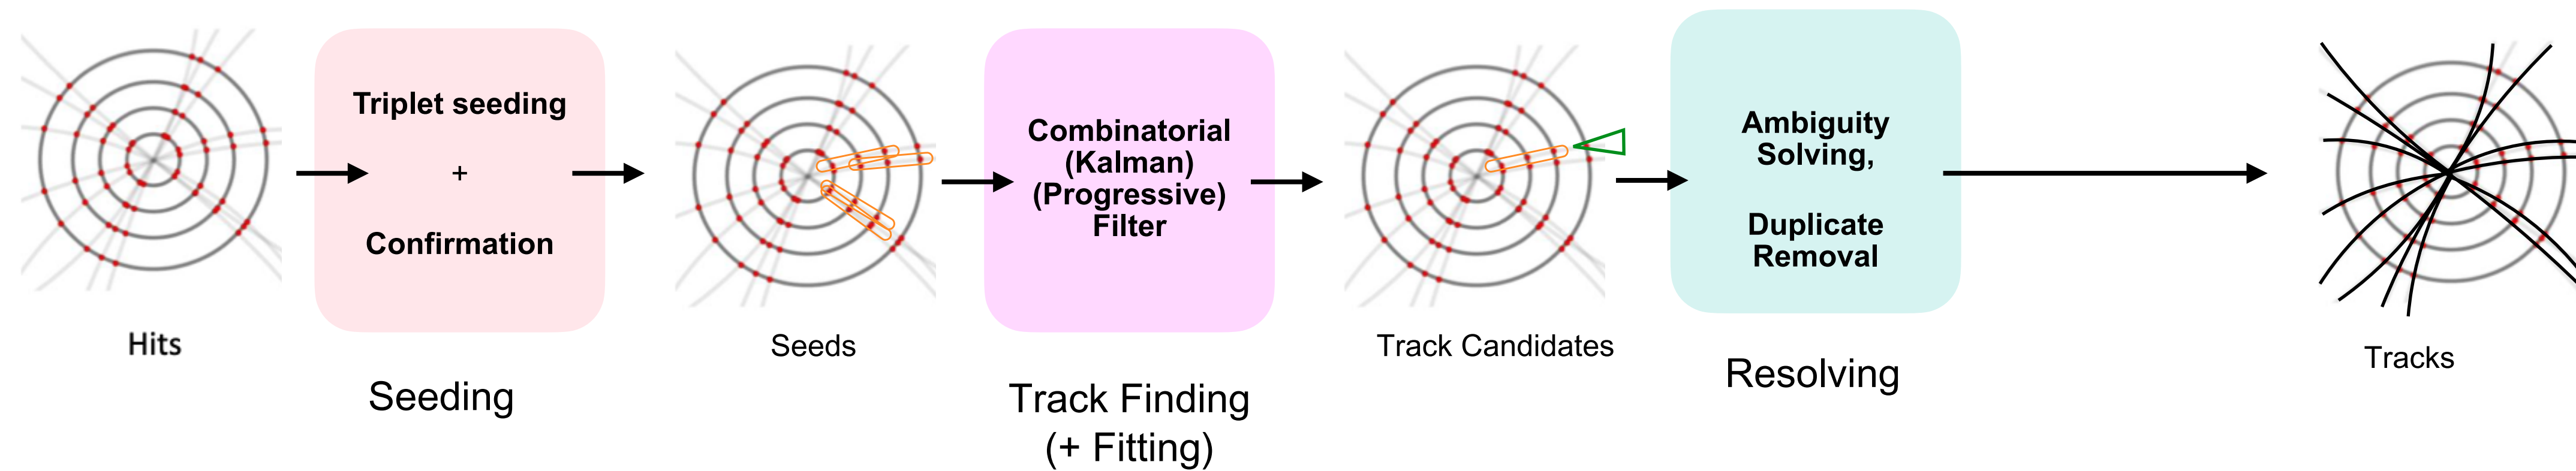 Triplet seeding
+
Confirmation
Combinatorial
(Kalman)
(Progressive)
Filter
Ambiguity
Solving,
Duplicate
Removal
Hits
Seeding
Seeds
Track Finding
(+ Fitting)
Track Candidates
Resolving
Tracks